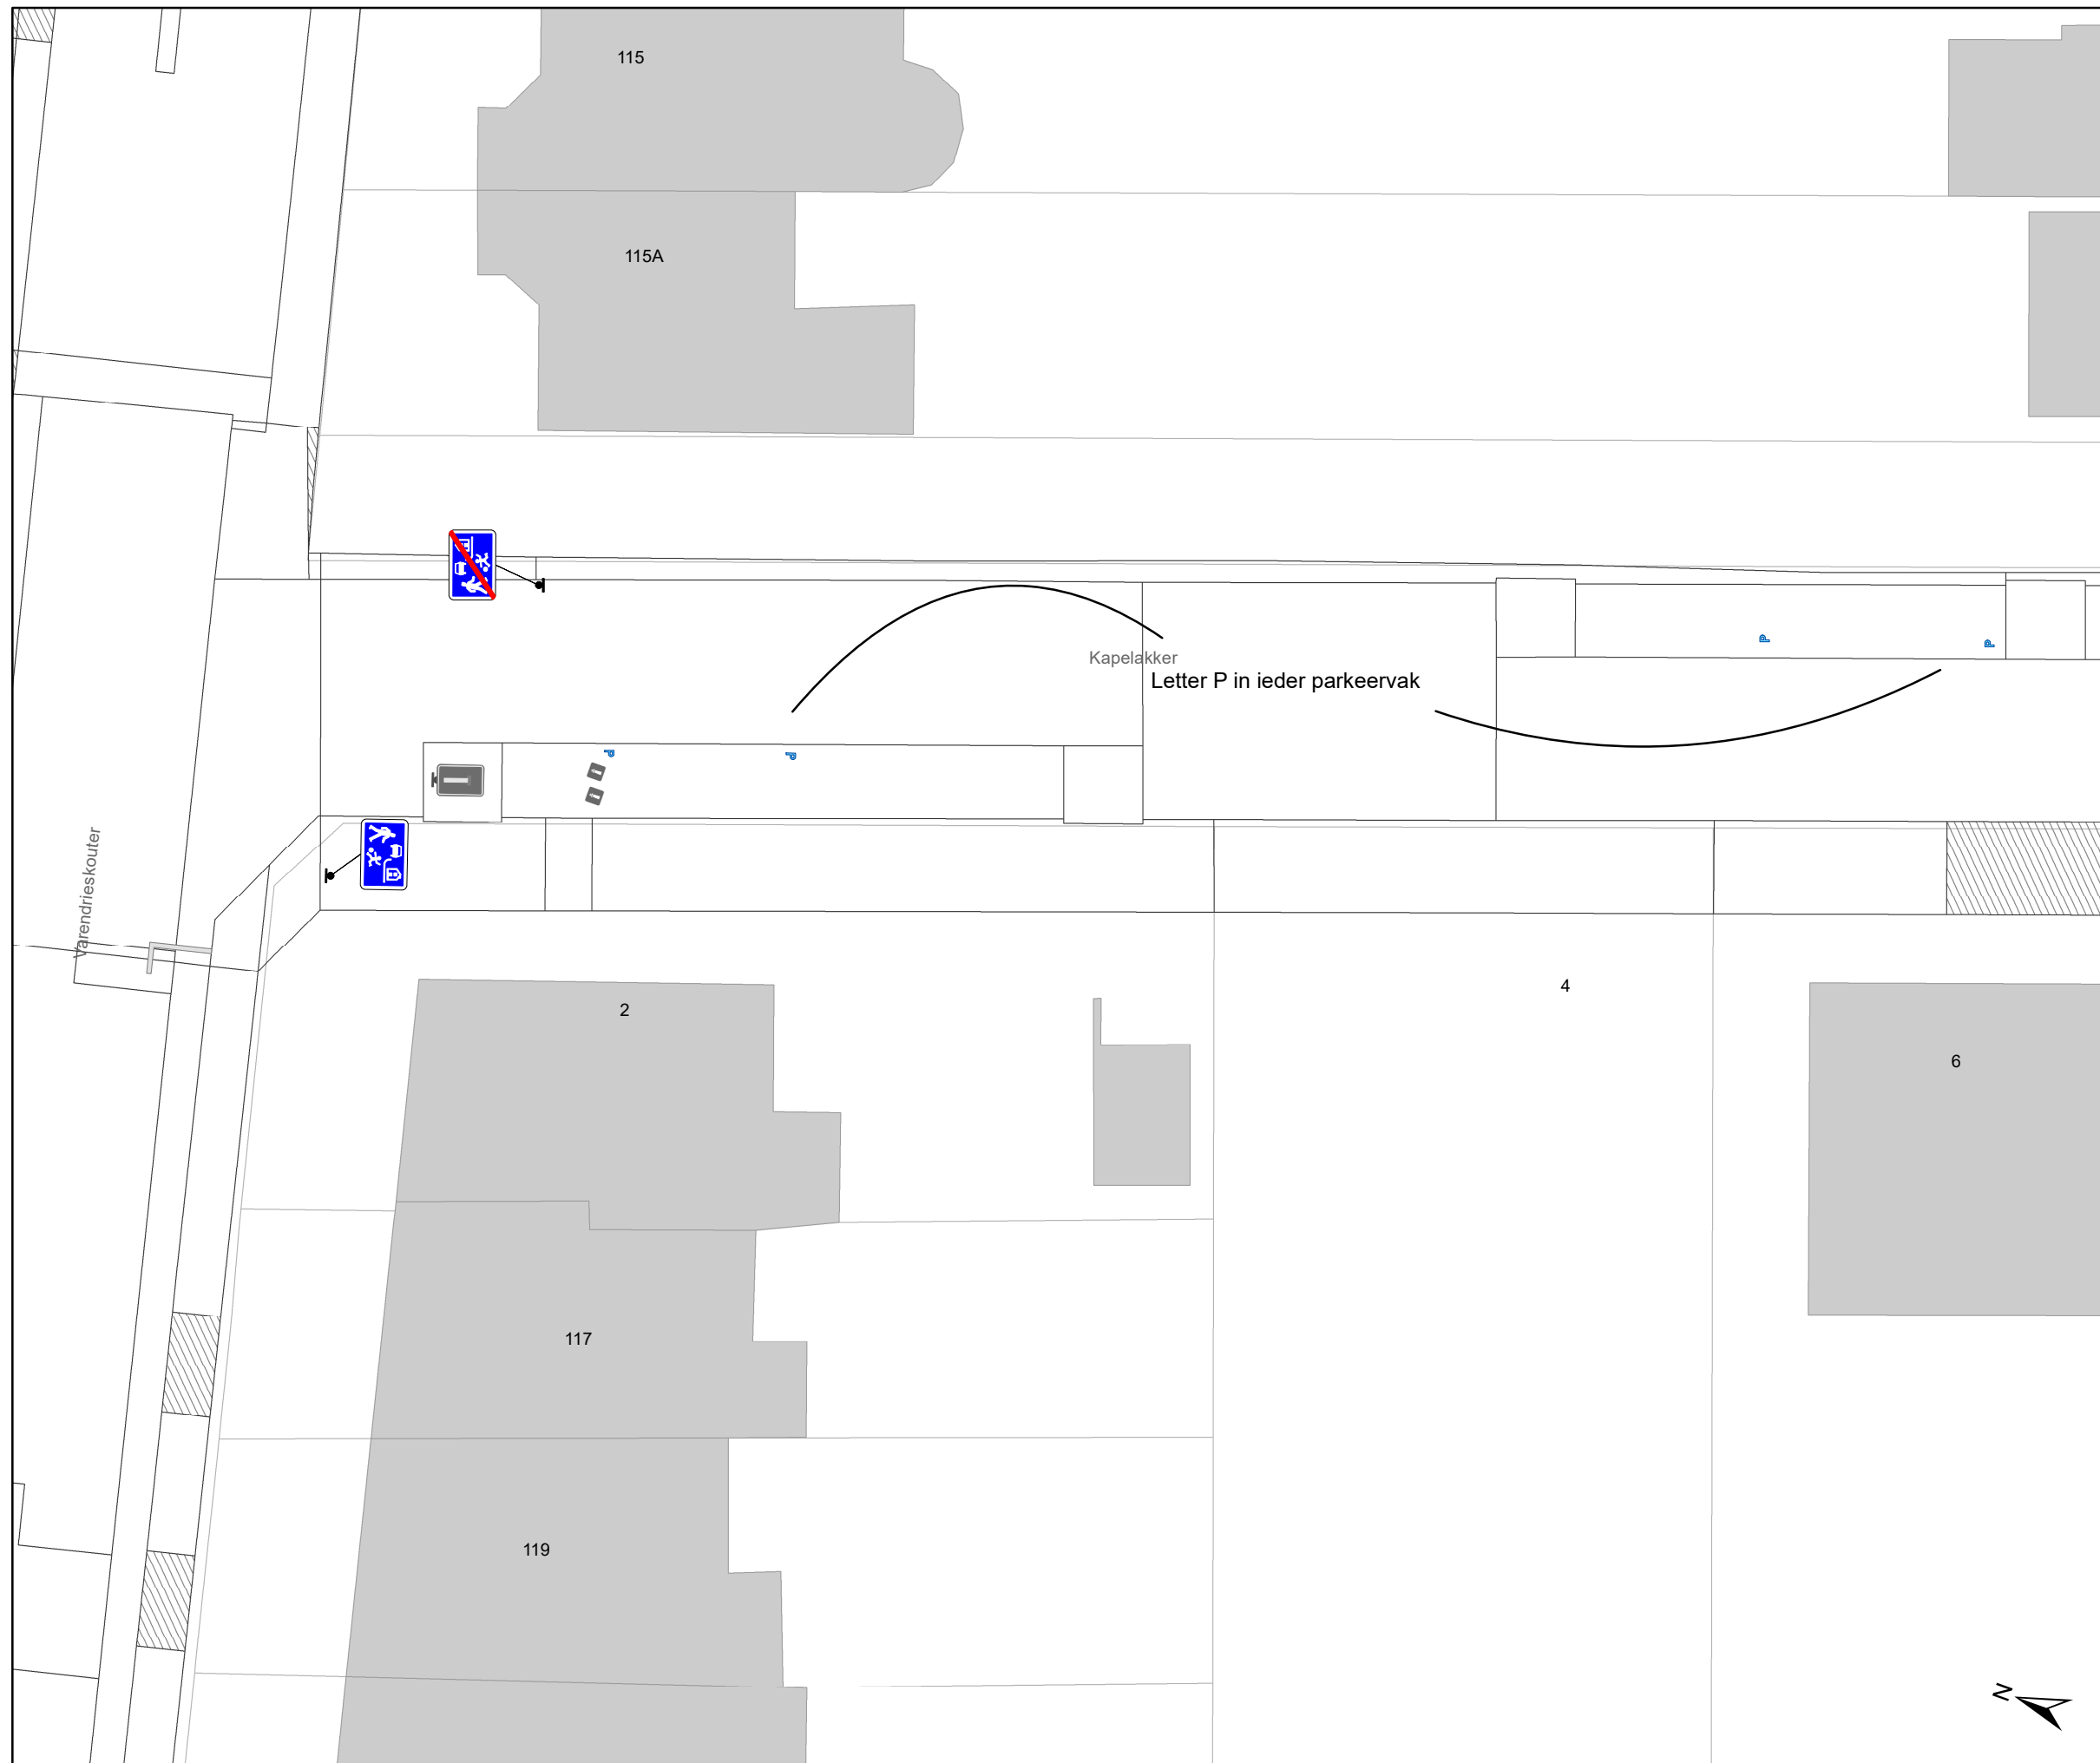 115
115A
Kapelakker
Letter P in ieder parkeervak
P
P
P
P
Varendrieskouter
2
4
6
117
119
N